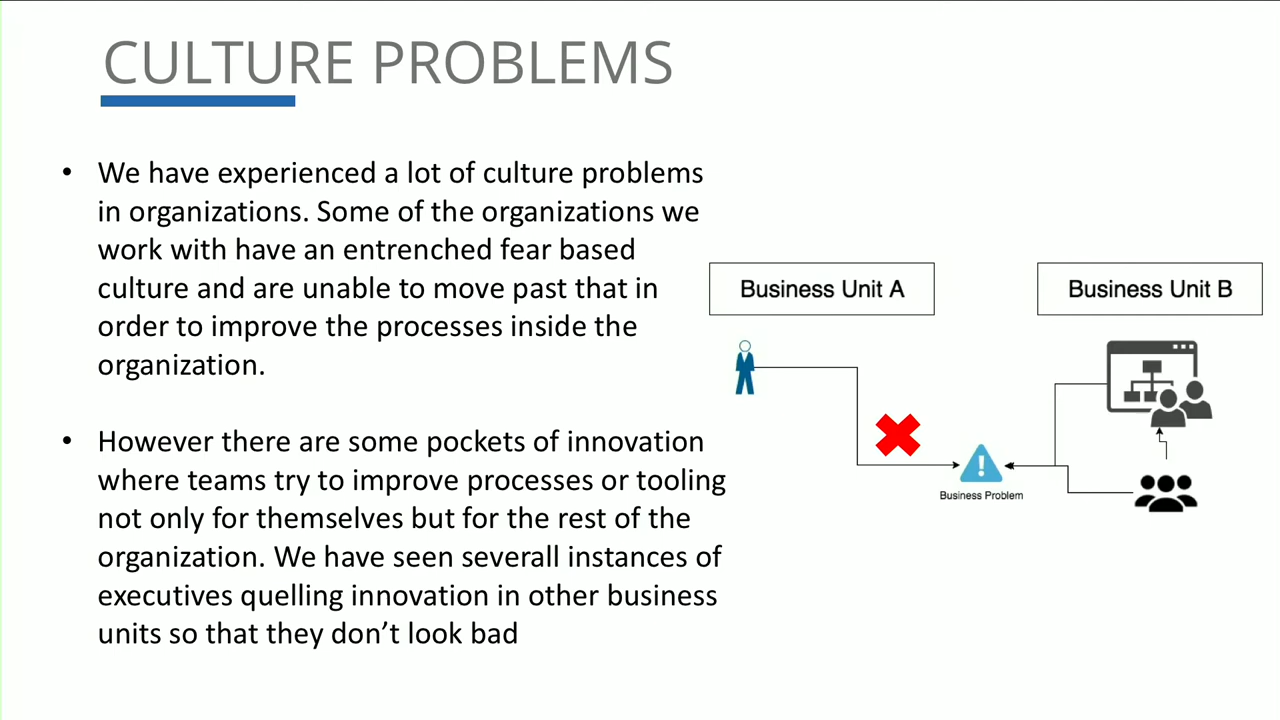 CULTURE PROBLEMS
• We have experienced a lot of culture problems
in organizations. Some of the organizations we
work with have an entrenched fear based
culture and are unable to move past that in
order to improve the processes inside the
organization.
• However there are some pockets of innovation
where teams try to improve processes or tooling
not only for themselves but for the rest of the
organization. We have seen severall instances of
executives quelling innovation in other business
units so that they don’t look bad
Business Unit A
Business Unit B
Business Problem